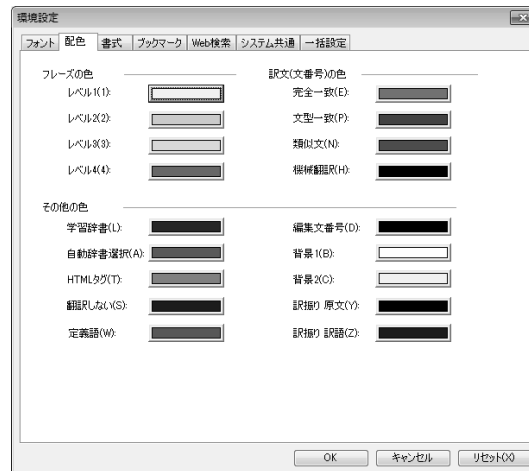 環境設定
フォント 配色 書式 ブックマーク Web検索 システム共通 一括設定
フレーズの色
レベル1(1):
レベル2(2):
レベル3(3):
レベル4(4):
訳文(文番号)の色
完全一致(E):
文型一致(P):
類似文(N):
機械翻訳(H):
その他の色
学習辞書(L):
自動辞書選択(A):
HTMLタグ(T):
翻訳しない(S):
定義語(W):
編集文番号(D):
背景1(B):
背景2(C):
訳振り 原文(Y):
訳振り 訳語(Z):
OK キャンセル リセット(X)